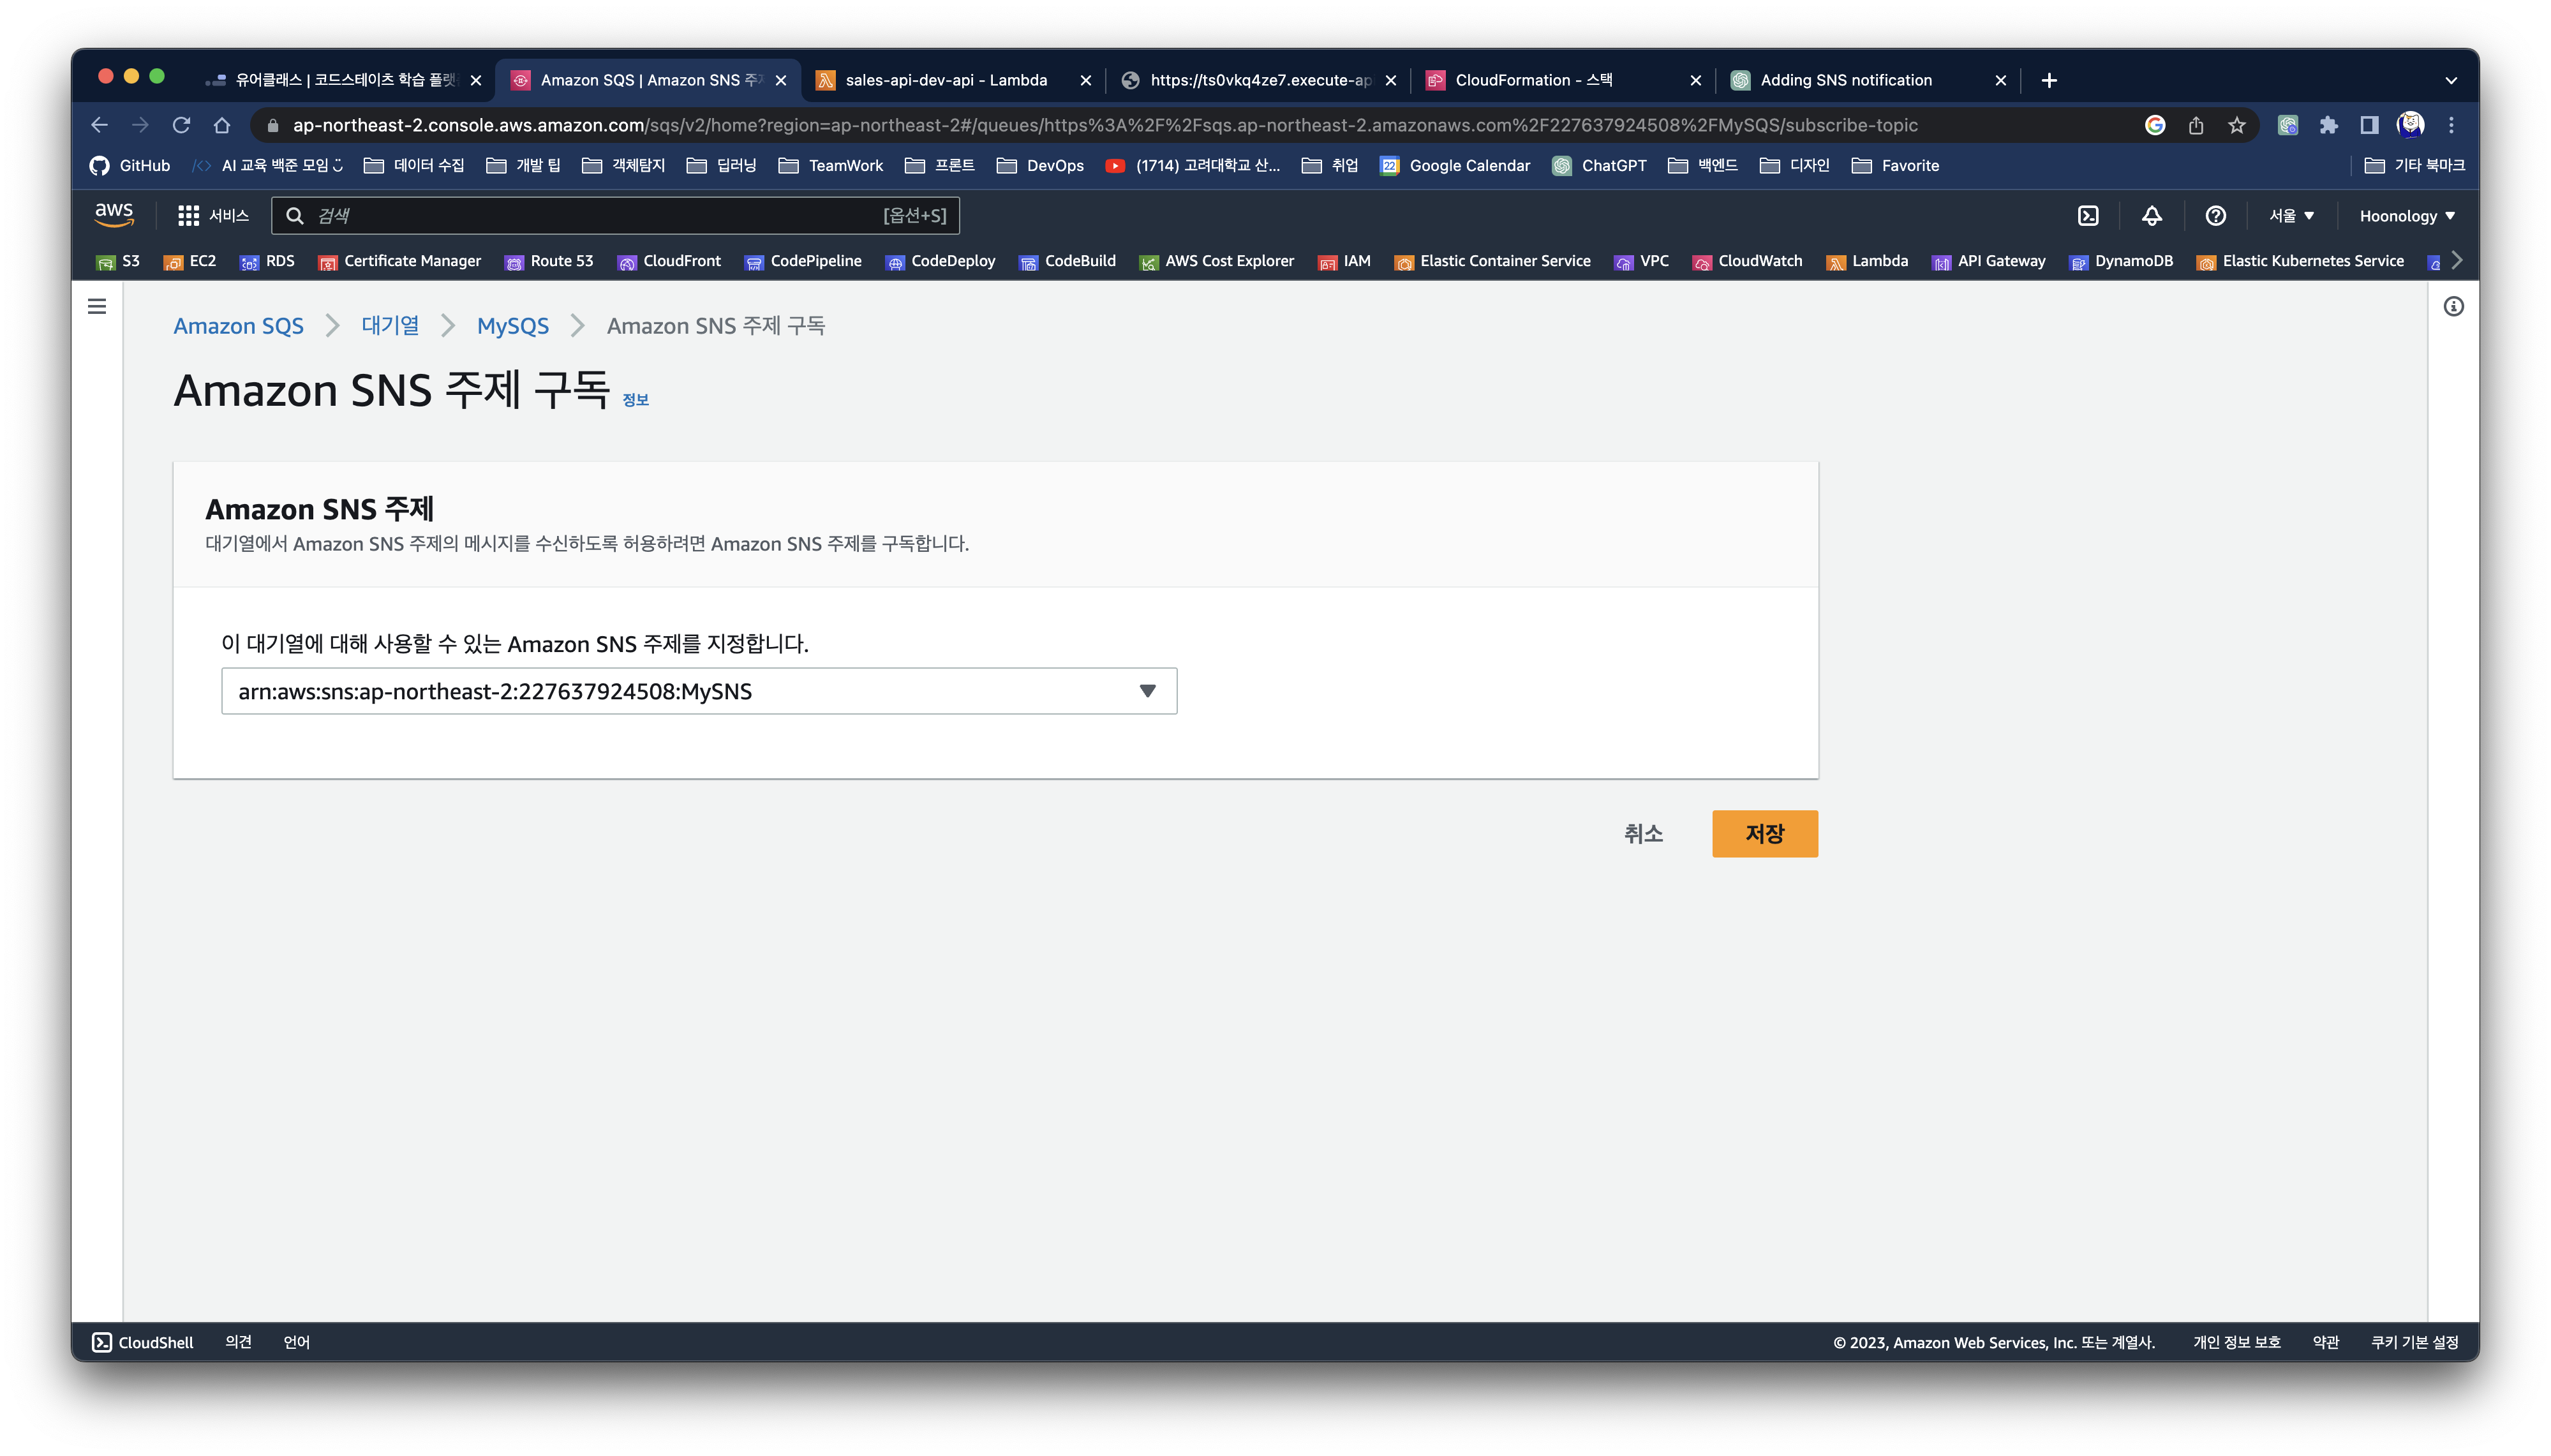 유어클래스 | 코드스테이츠 학습 플랫
Amazon SQS | Amazon SNS 주제
sales-api-dev-api - Lambda
https://ts0vkq4ze7.execute-ap
CloudFormation - 스택
Adding SNS notification
ap-northeast-2.console.aws.amazon.com/sqs/v2/home?region=ap-northeast-2#/queues/https%3A%2F%2Fsqs.ap-northeast-2.amazonaws.com%2F227637924508%2FMySQS/subscribe-topic
GitHub
AI 교육 백준 모임
데이터 수집
개발 팁
객체탐지
딥러닝
TeamWork
프론트
DevOps
(1714) 고려대학교 산...
취업
22
Google Calendar
ChatGPT
백엔드
디자인
Favorite
기타 북마크
aws
서비스
검색
[옵션+S]
서울
Hoonology
S3
EC2
RDS
Certificate Manager
Route 53
CloudFront
CodePipeline
CodeDeploy
CodeBuild
AWS Cost Explorer
IAM
Elastic Container Service
VPC
CloudWatch
Lambda
API Gateway
DynamoDB
Elastic Kubernetes Service
Amazon SQS
대기열
MySQS
Amazon SNS 주제 구독
Amazon SNS 주제 구독 정보
Amazon SNS 주제
대기열에서 Amazon SNS 주제의 메시지를 수신하도록 허용하려면 Amazon SNS 주제를 구독합니다.
이 대기열에 대해 사용할 수 있는 Amazon SNS 주제를 지정합니다.
arn:aws:sns:ap-northeast-2:227637924508:MySNS
취소
저장
CloudShell
의견
언어
© 2023, Amazon Web Services, Inc. 또는 계열사.
개인 정보 보호
약관
쿠키 기본 설정